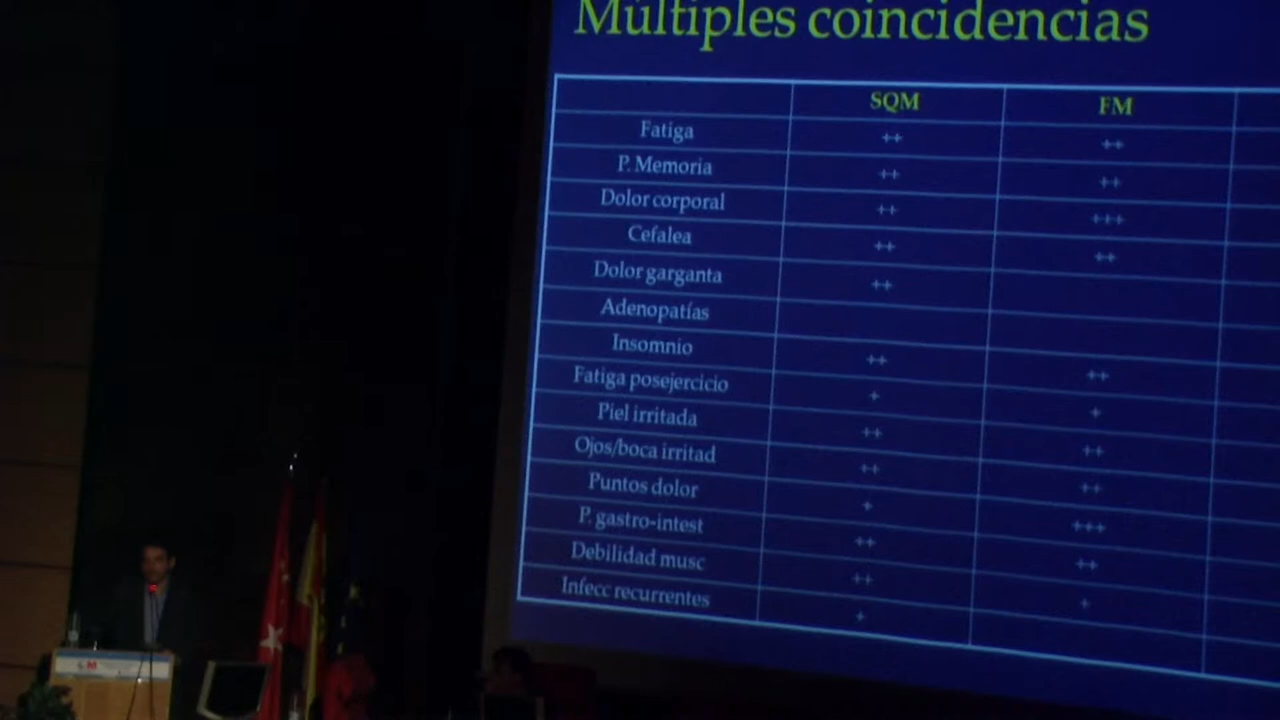 Múltiples coincidencias
SQM FM
Fatiga ++ ++
P. Memoria ++ ++
Dolor corporal ++ +++
Cefalea ++ ++
Dolor garganta ++
Adenopatías
Insomnio ++ ++
Fatiga posejercicio + +
Piel irritada ++ ++
Ojos/boca irritad ++ ++
Puntos dolor + +++
P. gastro-intest ++ ++
Debilidad musc ++ +
Infecc recurrentes +